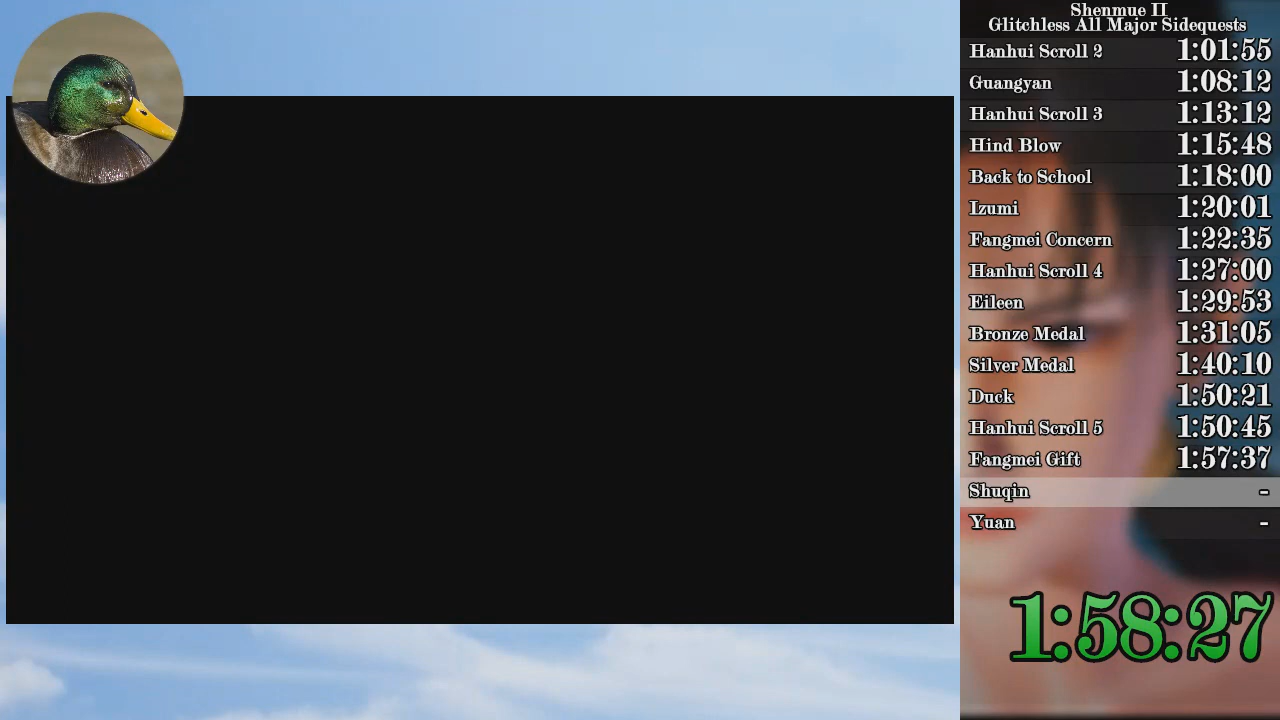 Shenmue II
Glitchless All Major Sidequests
Hanhui Scroll 2 1:01:55
Guangyan 1:08:12
Hanhui Scroll 3 1:13:12
Hind Blow 1:15:48
Back to School 1:18:00
Izumi 1:20:01
Fangmei Concern 1:22:35
Hanhui Scroll 4 1:27:00
Eileen 1:29:53
Bronze Medal 1:31:05
Silver Medal 1:40:10
Duck 1:50:21
Hanhui Scroll 5 1:50:45
Fangmei Gift 1:57:37
Shuqin -
Yuan -
1:58:27